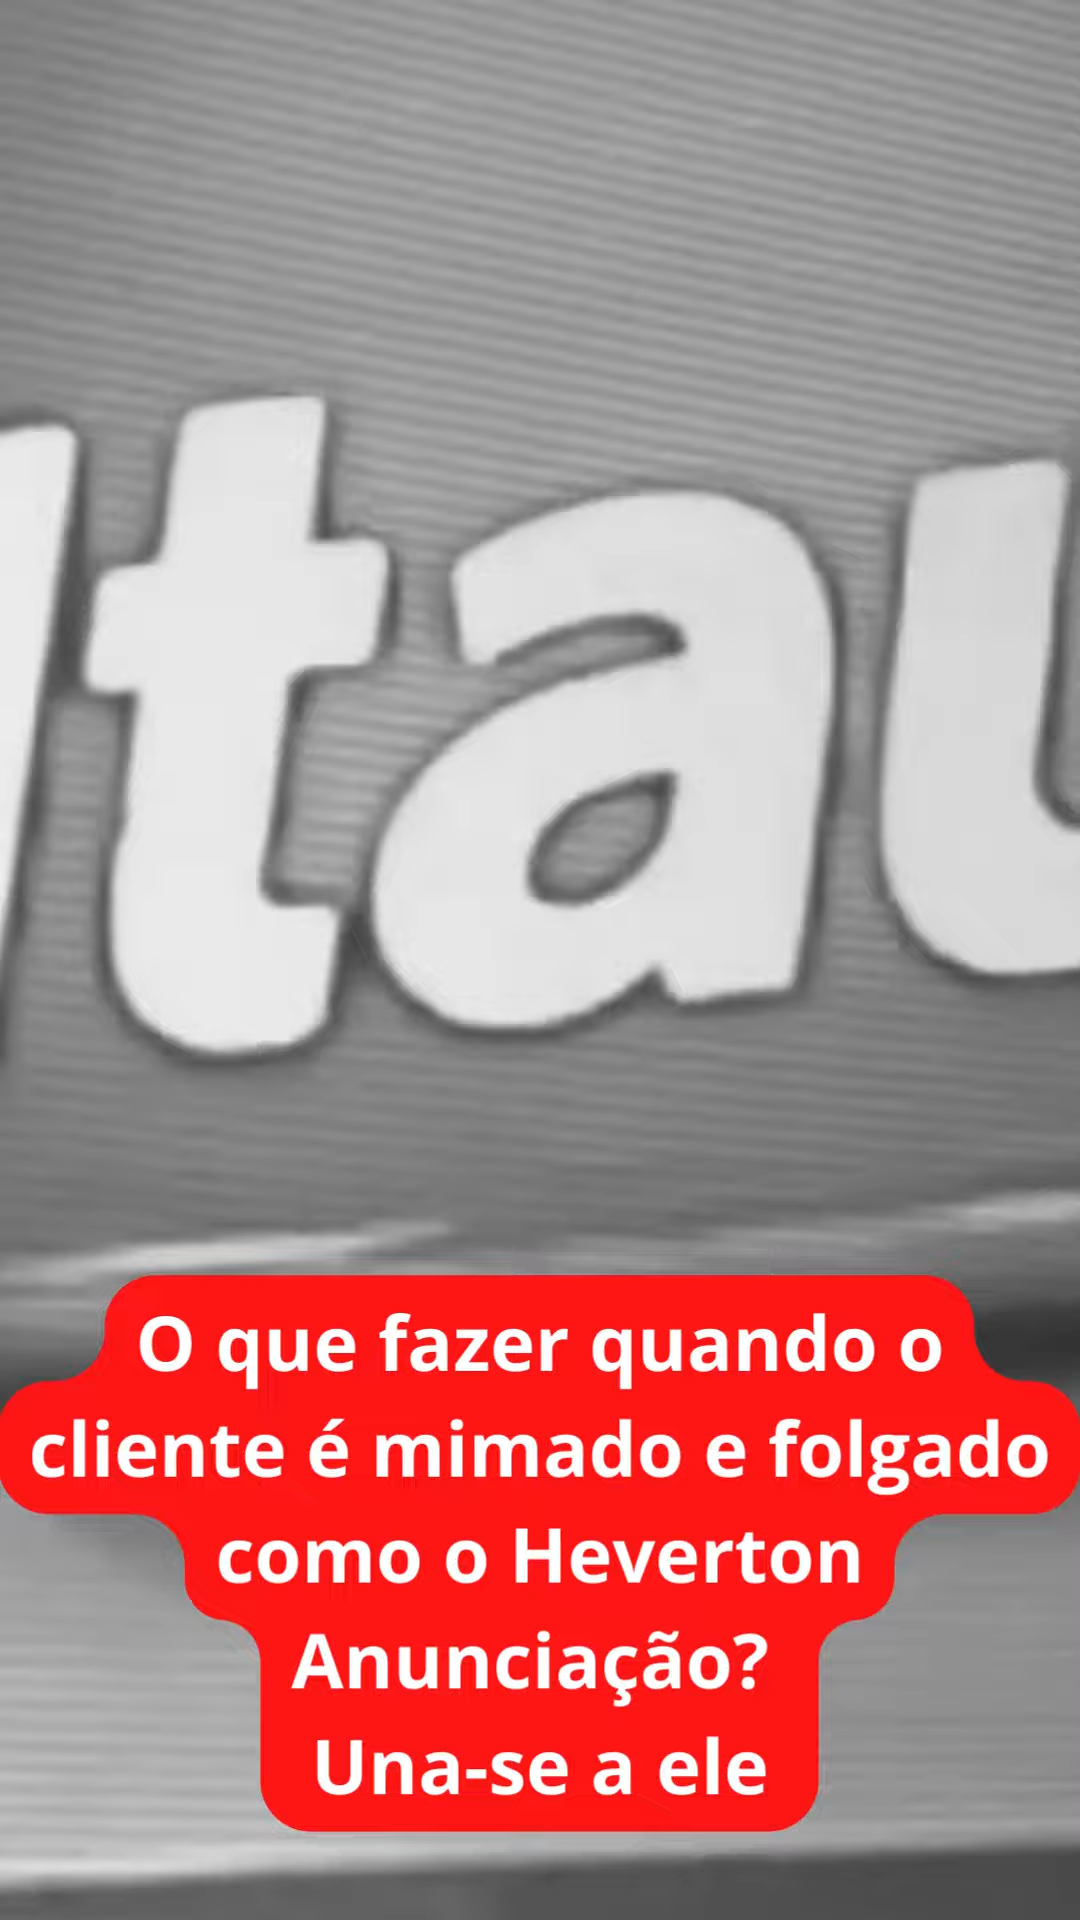 Itaú
O que fazer quando o
cliente é mimado e folgado
como o Heverton
Anunciação?
Una-se a ele